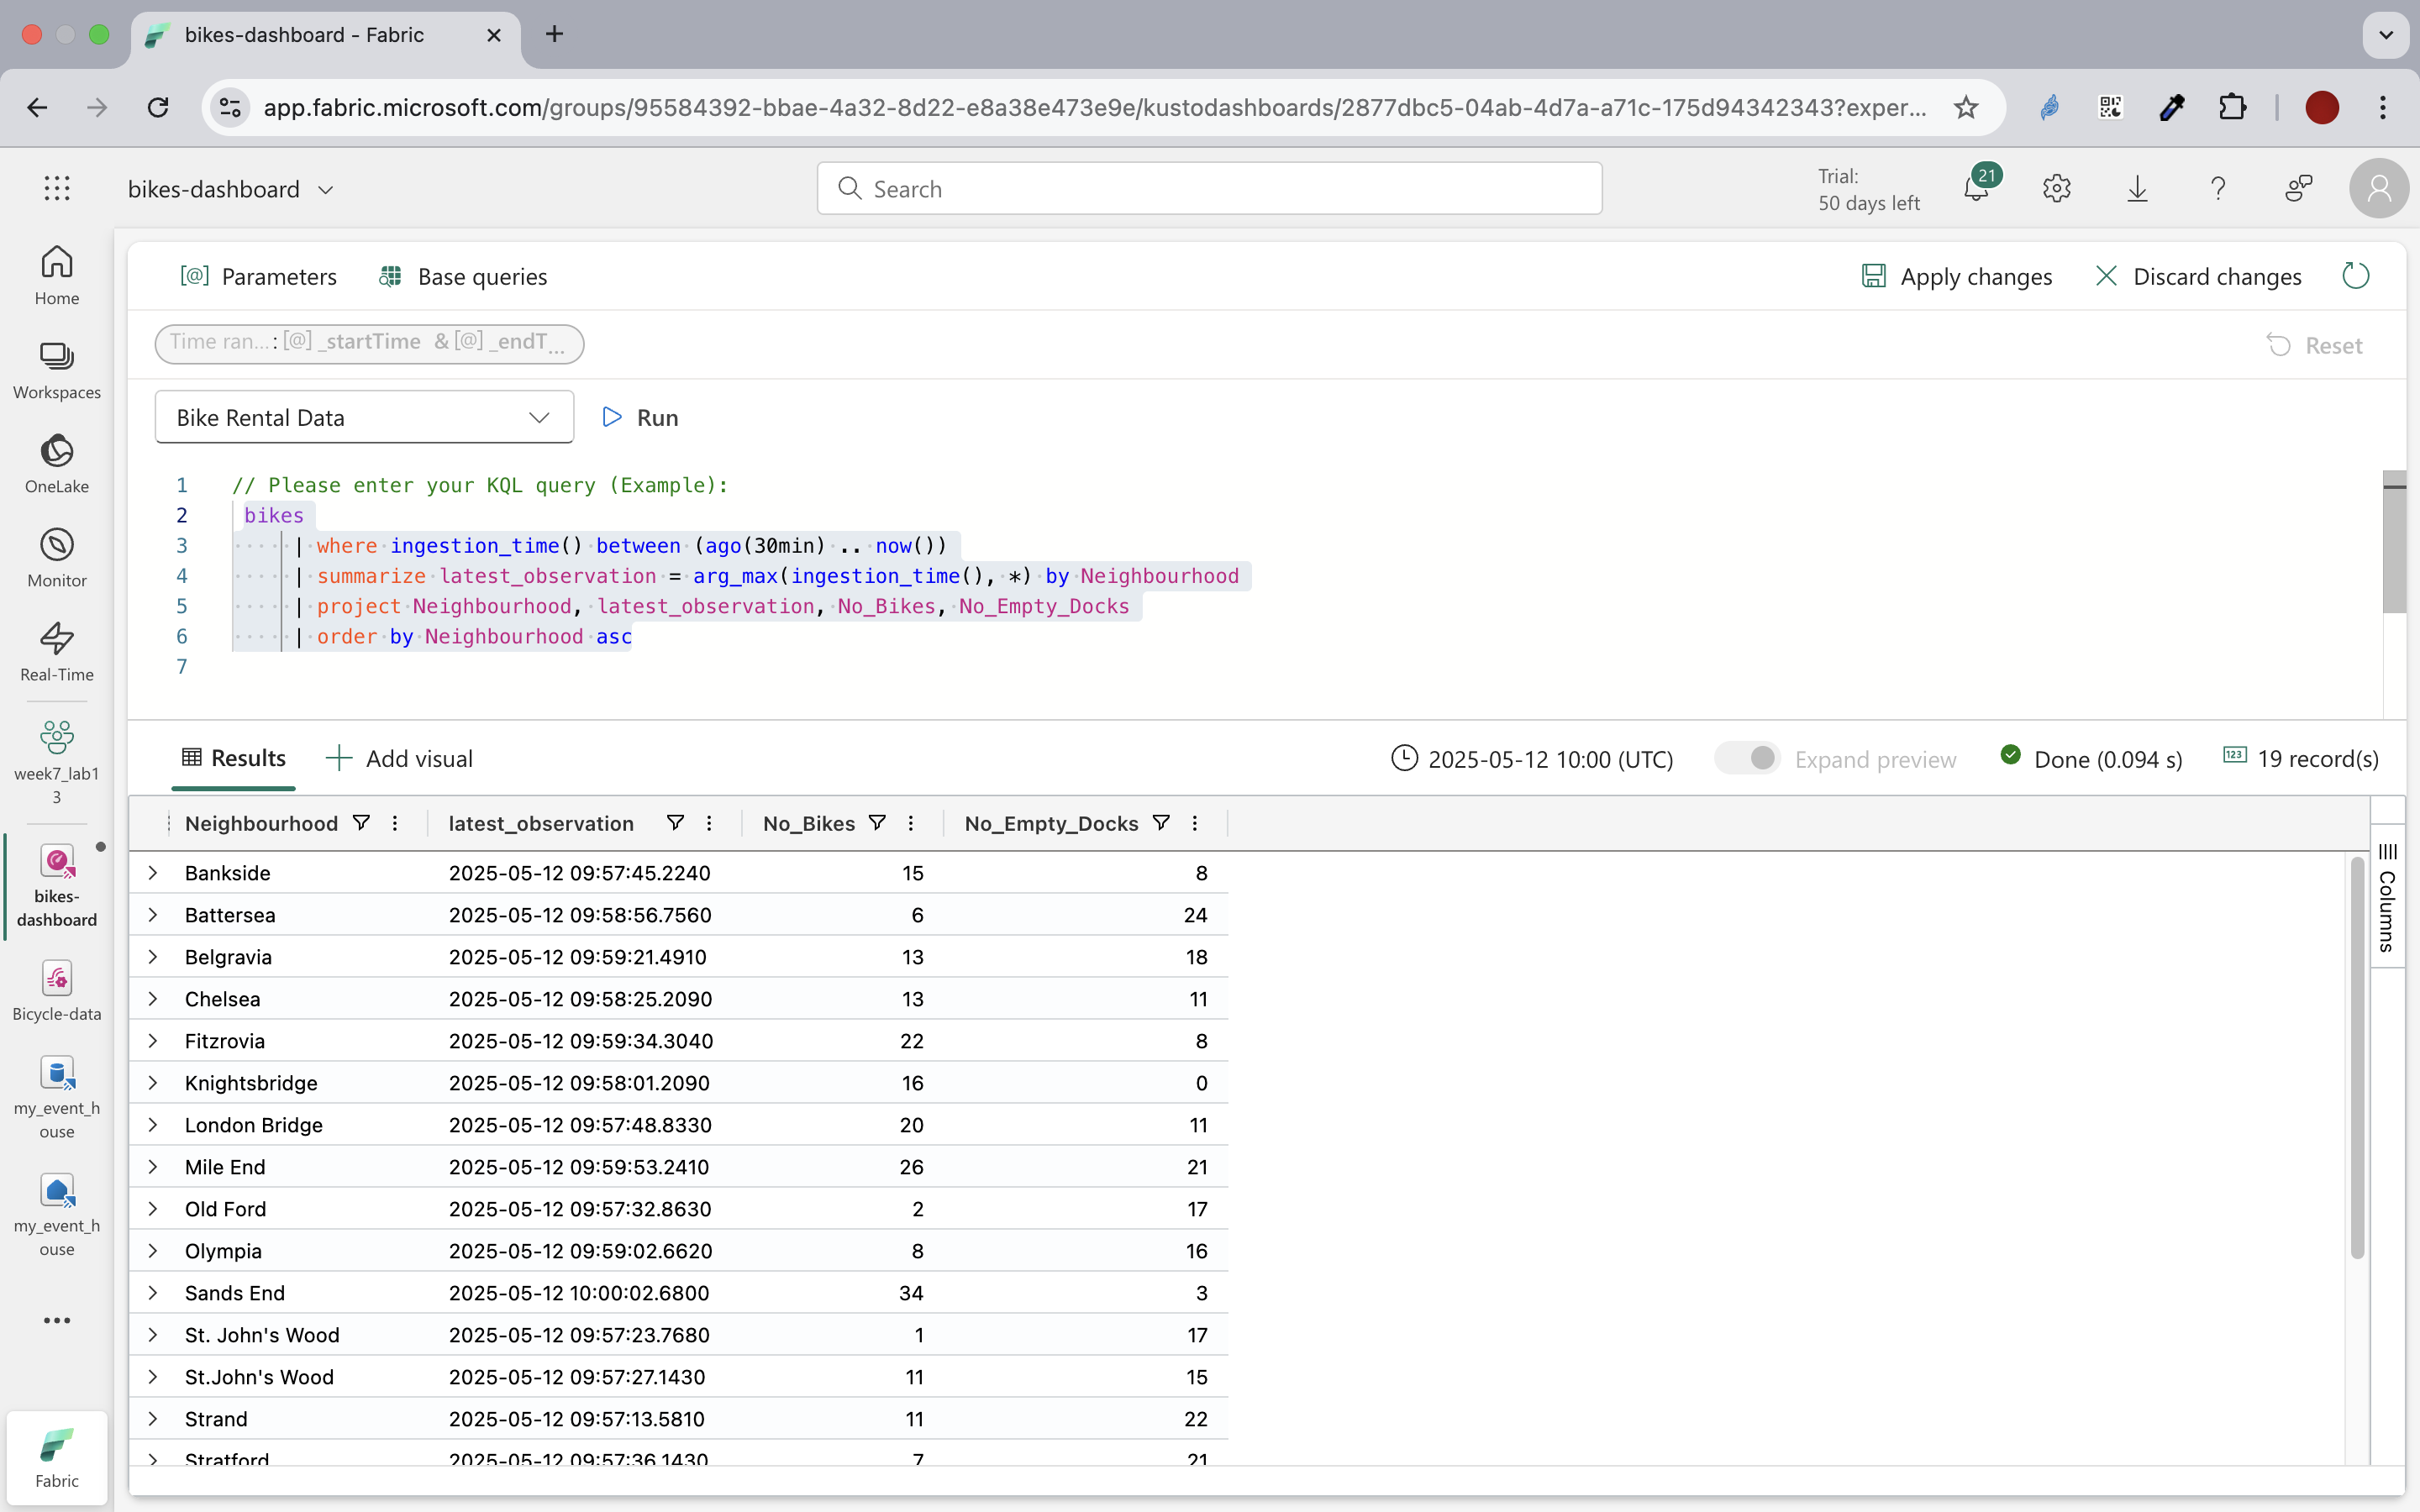 bikes-dashboard - Fabric
app.fabric.microsoft.com/groups/95584392-bbae-4a32-8d22-e8a38e473e9e/kustodashboards/2877dbc5-04ab-4d7a-a71c-175d94342343?exper...
bikes-dashboard
Search
Trial:
50 days left
21
Home
Workspaces
OneLake
Monitor
Real-Time
week7_lab1
3
bikes-
dashboard
Bicycle-data
my_event_h
ouse
my_event_h
ouse
Fabric
[@] Parameters Base queries Apply changes Discard changes
Time ran... : [@] _startTime & [@] _endT... Reset
Bike Rental Data Run
1 // Please enter your KQL query (Example):
2 bikes
3 | where ingestion_time() between (ago(30min) .. now())
4 | summarize latest_observation = arg_max(ingestion_time(), *) by Neighbourhood
5 | project Neighbourhood, latest_observation, No_Bikes, No_Empty_Docks
6 | order by Neighbourhood asc
7
Results Add visual 2025-05-12 10:00 (UTC) Expand preview Done (0.094 s) 123 19 record(s)
Neighbourhood latest_observation No_Bikes No_Empty_Docks
Bankside 2025-05-12 09:57:45.2240 15 8
Battersea 2025-05-12 09:58:56.7560 6 24
Belgravia 2025-05-12 09:59:21.4910 13 18
Chelsea 2025-05-12 09:58:25.2090 13 11
Fitzrovia 2025-05-12 09:59:34.3040 22 8
Knightsbridge 2025-05-12 09:58:01.2090 16 0
London Bridge 2025-05-12 09:57:48.8330 20 11
Mile End 2025-05-12 09:59:53.2410 26 21
Old Ford 2025-05-12 09:57:32.8630 2 17
Olympia 2025-05-12 09:59:02.6620 8 16
Sands End 2025-05-12 10:00:02.6800 34 3
St. John's Wood 2025-05-12 09:57:23.7680 1 17
St.John's Wood 2025-05-12 09:57:27.1430 11 15
Strand 2025-05-12 09:57:13.5810 11 22
Stratford 2025-05-12 09:57:36.1430 7 21
Columns